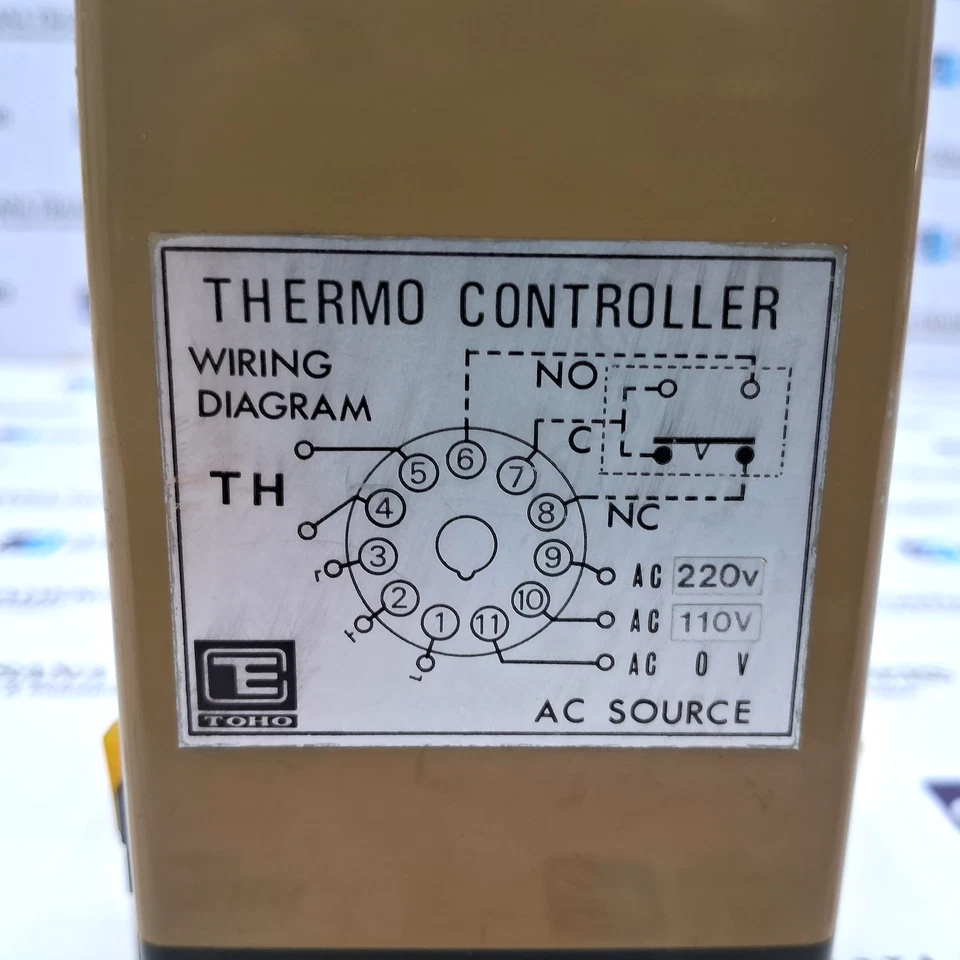 THERMO CONTROLLER
WIRING
DIAGRAM
NO
C
TH
NC
5
6
7
4
8
3
9
2
10
1
11
AC 220V
AC 110V
AC 0 V
AC SOURCE
TOHO